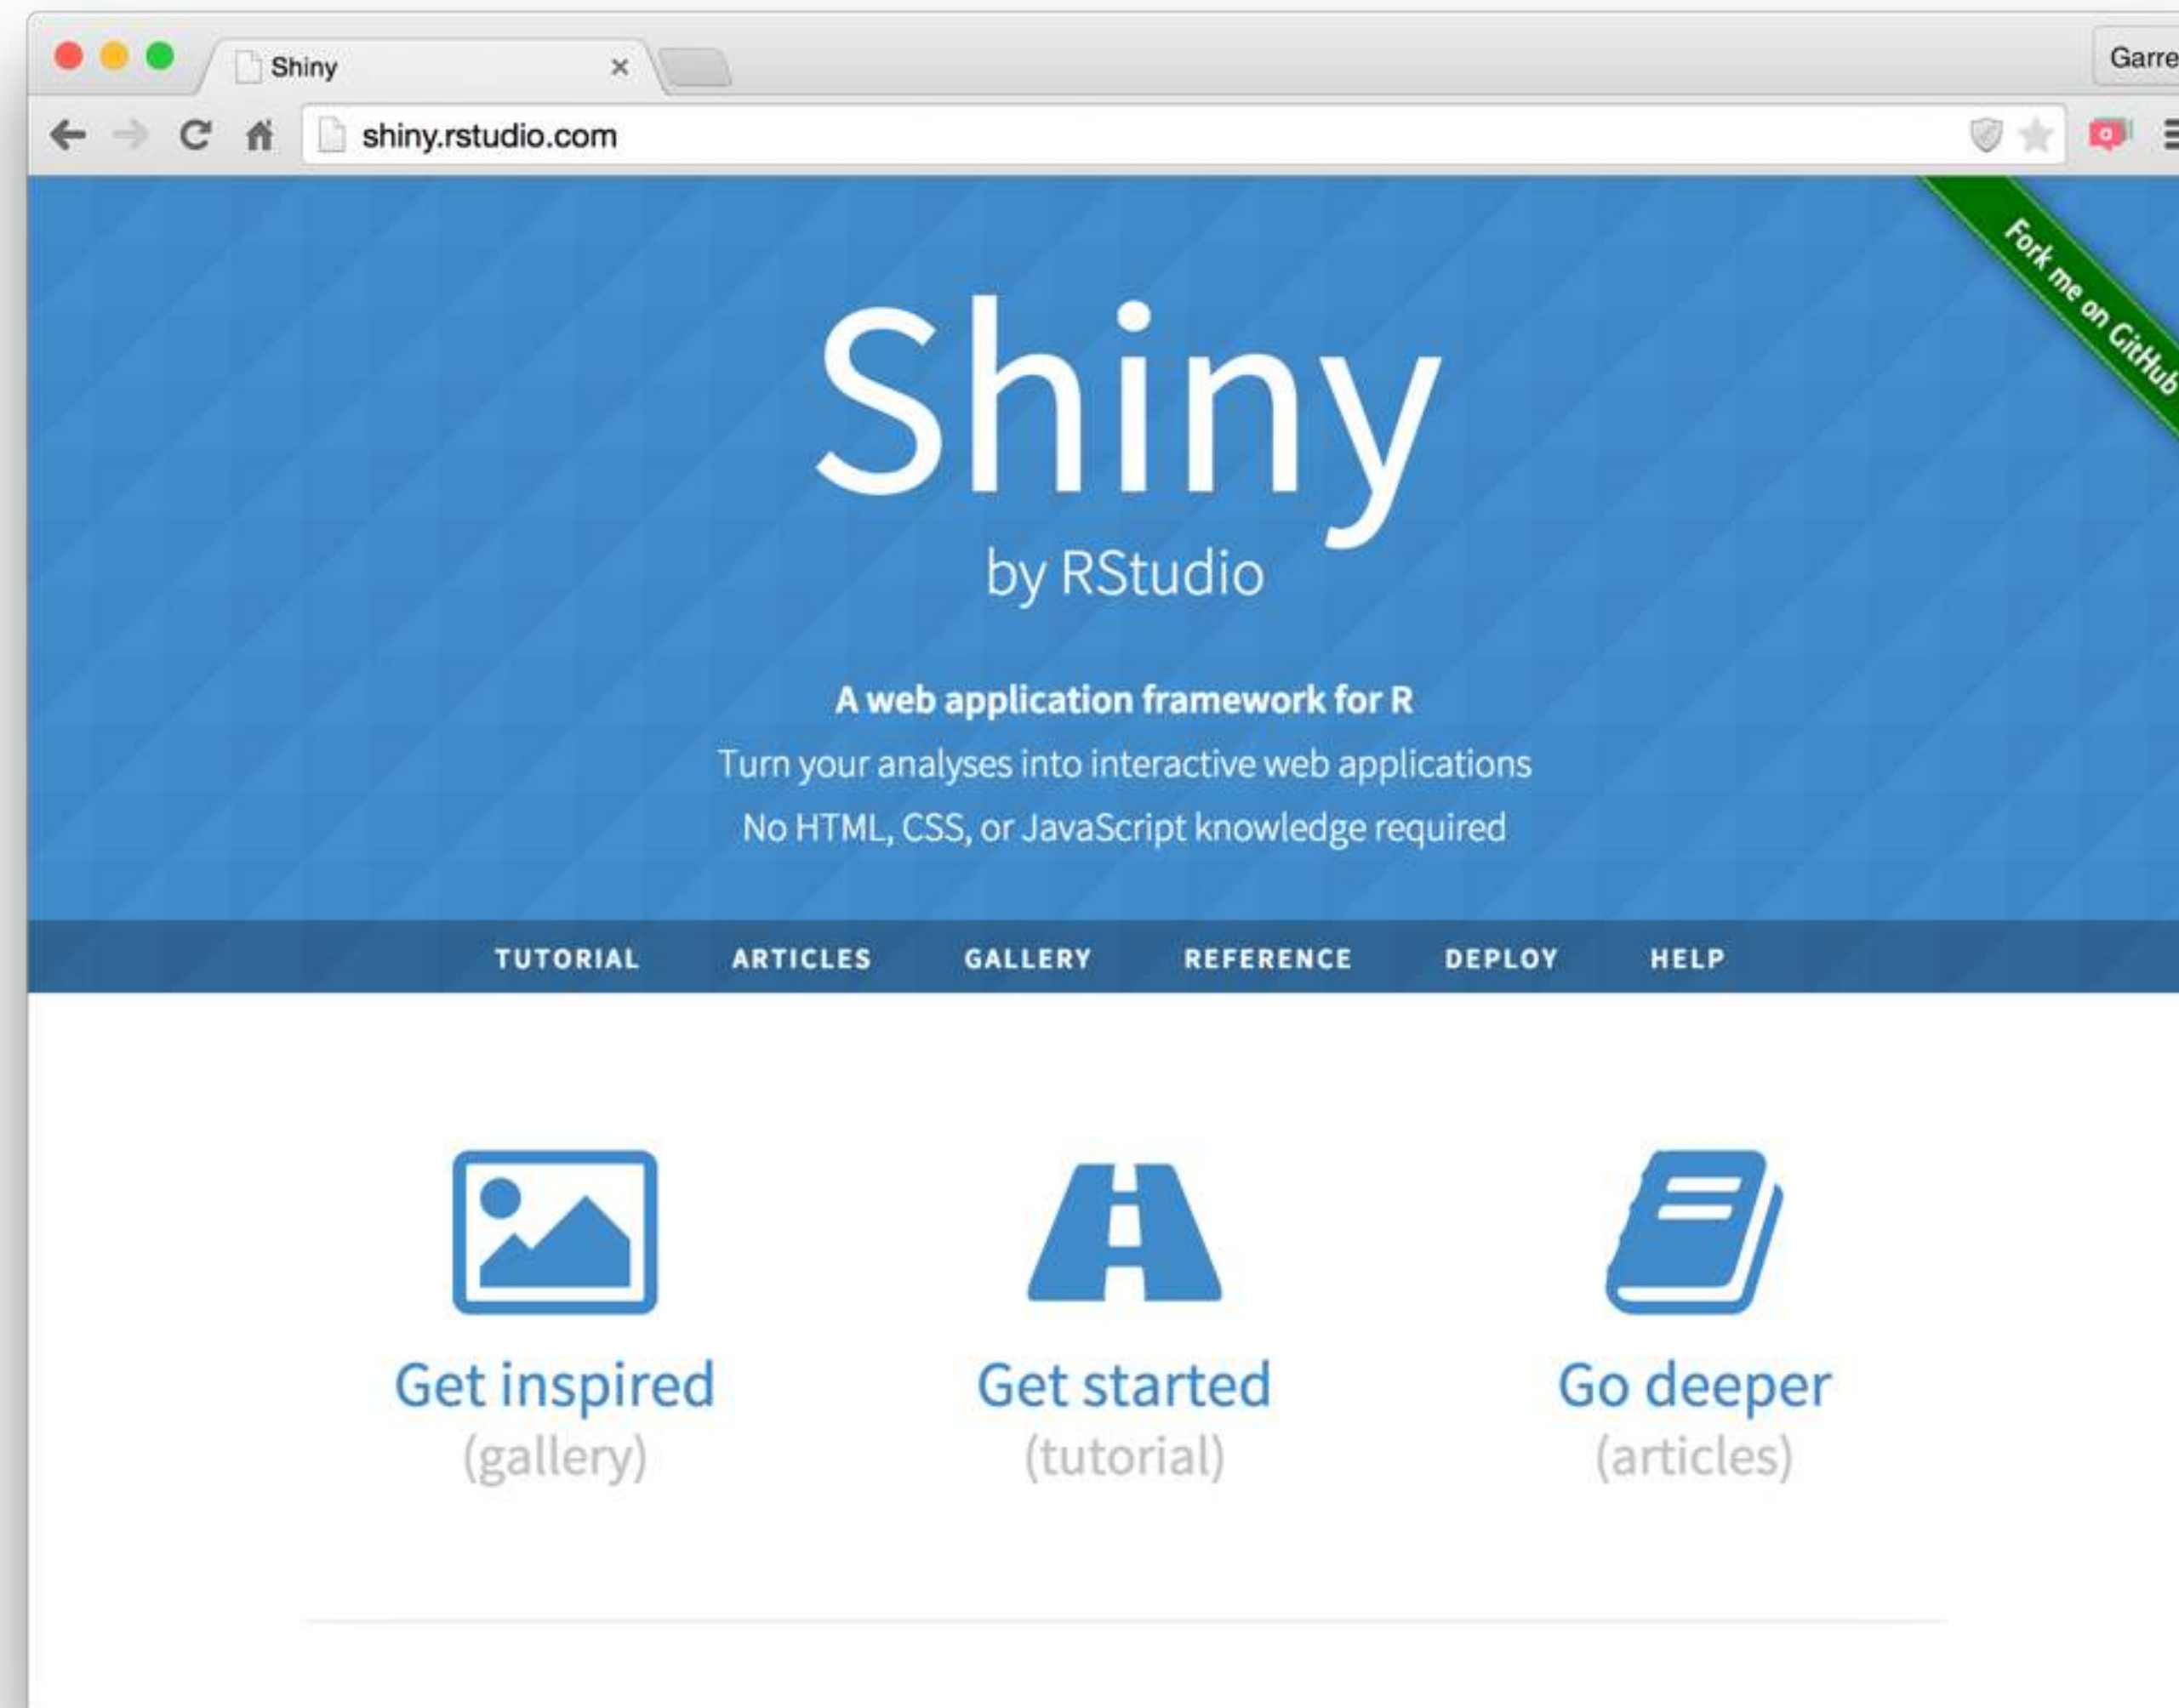 Shiny
Garre
shiny.rstudio.com
Fork me on GitHub
Shiny
by RStudio
A web application framework for R
Turn your analyses into interactive web applications
No HTML, CSS, or JavaScript knowledge required
TUTORIAL ARTICLES GALLERY REFERENCE DEPLOY HELP
Get inspired Get started Go deeper
(gallery) (tutorial) (articles)